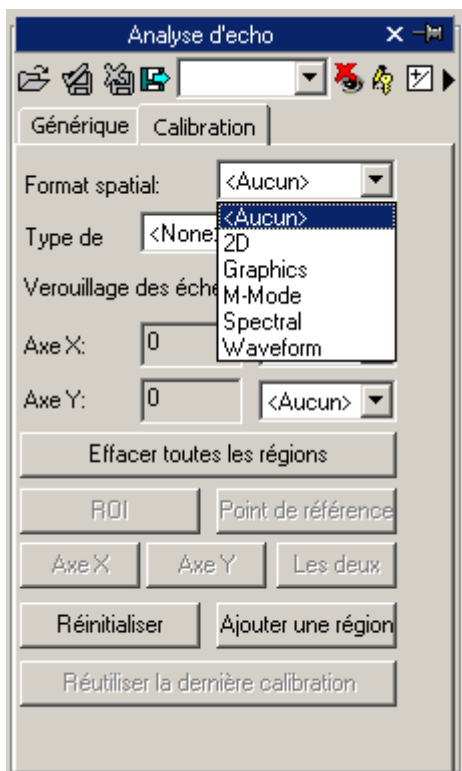 Analyse d'echo
Générique Calibration
Format spatial: <Aucun>
<Aucun>
Type de <None
2D
Graphics
Verouillage des éche
M-Mode
Spectral
Axe X: 0
Waveform
Axe Y: 0 <Aucun>
Effacer toutes les régions
ROI Point de référence
Axe X Axe Y Les deux
Réinitialiser Ajouter une région
Réutiliser la dernière calibration